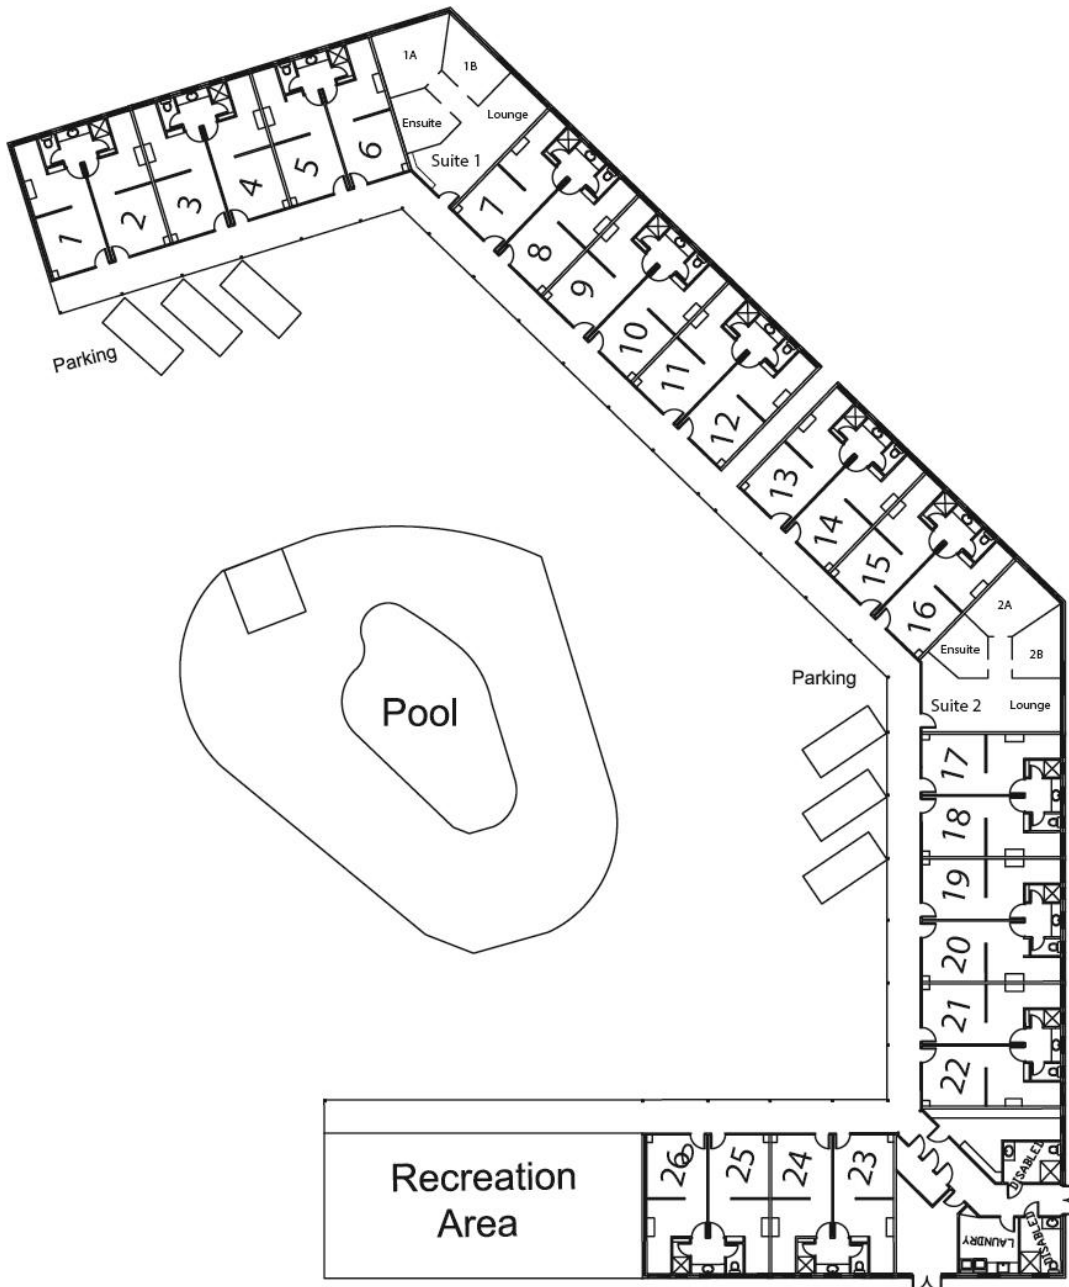 1A
1B
Ensuite
Lounge
Suite 1
1
2
3
4
5
6
7
8
9
10
11
12
13
14
15
16
Parking
2A
Ensuite
2B
Suite 2
Lounge
Parking
Pool
17
18
19
20
21
22
Recreation
Area
26
25
24
23
DISABLED
DISABLED
LAUNDRY